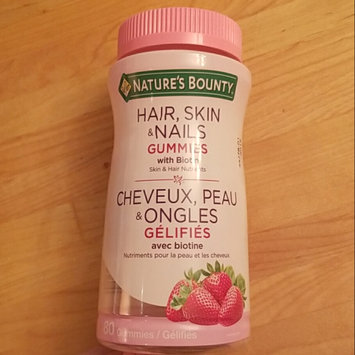 NATURE'S BOUNTY
HAIR, SKIN
& NAILS
GUMMIES
with Biotin
Skin & Hair Nutrients
CHEVEUX, PEAU
& ONGLES
GÉLIFIÉS
avec biotine
Nutriments pour la peau et les cheveux
80 gummies / Gélifiés